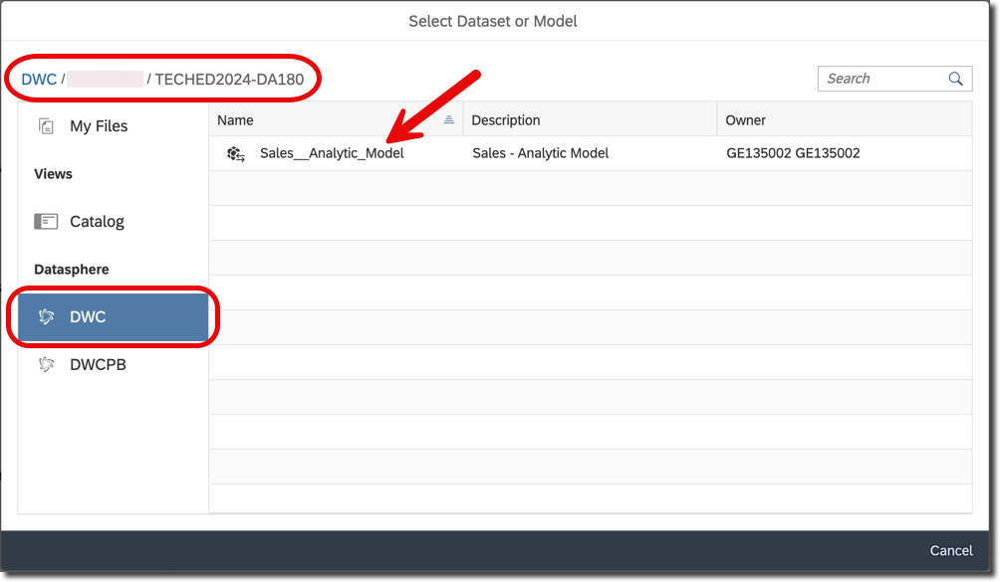 Select Dataset or Model
DWC / / TECHED2024-DA180
Search
My Files
Views
Catalog
Datasphere
DWC
DWCPB
Name Description Owner
Sales__Analytic_Model Sales - Analytic Model GE135002 GE135002
Cancel